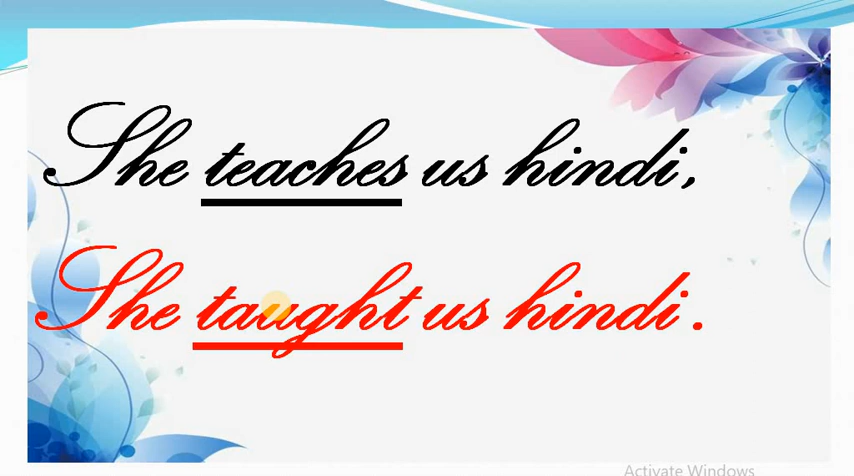 She teaches us hindi,
She taught us hindi.
Activate Windows